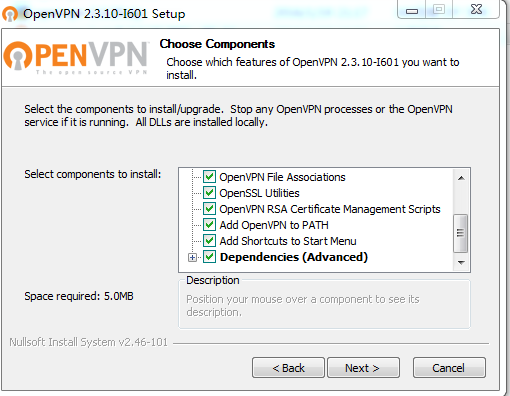 OpenVPN 2.3.10-I601 Setup
OPENVPN
The open source VPN
Choose Components
Choose which features of OpenVPN 2.3.10-I601 you want to
install.
Select the components to install/upgrade.  Stop any OpenVPN processes or the OpenVPN
service if it is running.  All DLLs are installed locally.
Select components to install:
OpenVPN File Associations
OpenSSL Utilities
OpenVPN RSA Certificate Management Scripts
Add OpenVPN to PATH
Add Shortcuts to Start Menu
Dependencies (Advanced)
Space required: 5.0MB
Description
Position your mouse over a component to see its
description.
Nullsoft Install System v2.46-101
< Back
Next >
Cancel